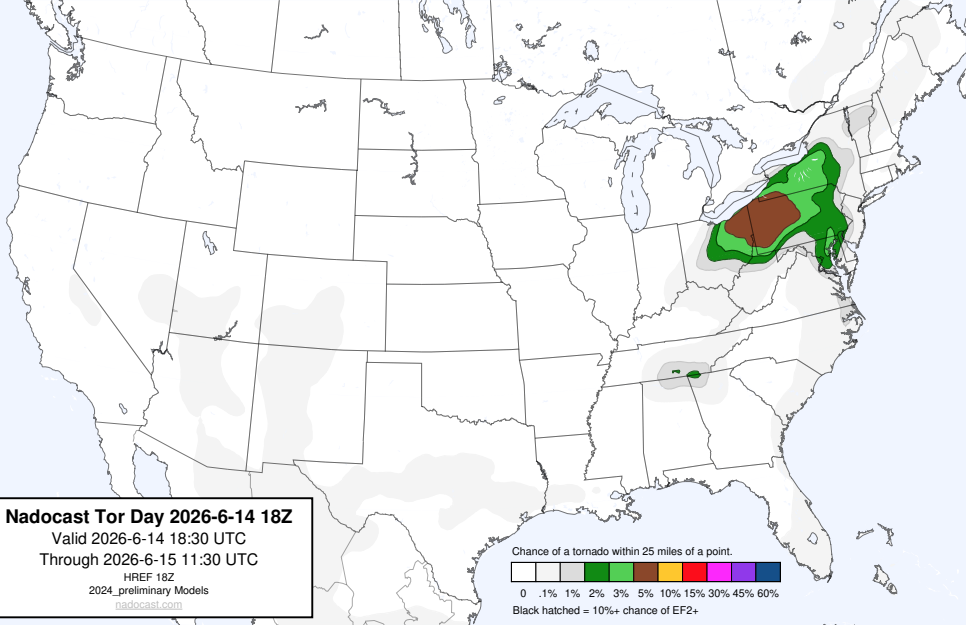 Nadocast Tor Day 2026-6-14 18Z
Valid 2026-6-14 18:30 UTC
Through 2026-6-15 11:30 UTC
HREF 18Z
2024_preliminary Models
nadocast.com
Chance of a tornado within 25 miles of a point.
0 .1% 1% 2% 3% 5% 10% 15% 30% 45% 60%
Black hatched = 10%+ chance of EF2+